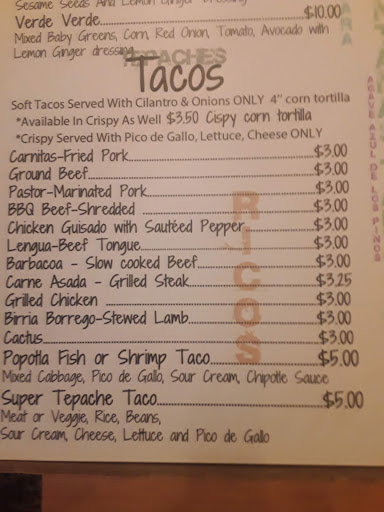 Sesame Seeds And Lemon Ginger dressing
Verde Verde $10.00
Mixed Baby Greens, Corn, Red Onion, Tomato, Avocado with
Lemon Ginger dressing
TEPACHES
Tacos
Soft Tacos Served With Cilantro & Onions ONLY 4" corn tortilla
*Available In Crispy As Well $3.50 Cispy corn tortilla
*Crispy Served With Pico de Gallo, Lettuce, Cheese ONLY
Carnitas-Fried Pork $3.00
Ground Beef $3.00
Pastor-Marinated Pork $3.00
BBQ Beef-Shredded $3.00
Chicken Guisado with Sautéed Pepper $3.00
Lengua-Beef Tongue $3.00
Barbacoa - Slow cooked Beef $3.00
Carne Asada - Grilled Steak $3.25
Grilled Chicken $3.00
Birria Borrego-Stewed Lamb $3.00
Cactus $3.00
Popotla Fish or Shrimp Taco $5.00
Mixed Cabbage, Pico de Gallo, Sour Cream, Chipotle Sauce
Super Tepache Taco $5.00
Meat or Veggie, Rice, Beans,
Sour Cream, Cheese, Lettuce and Pico de Gallo
RICOS
ARA
AGAVE AZUL DE LOS PINOS